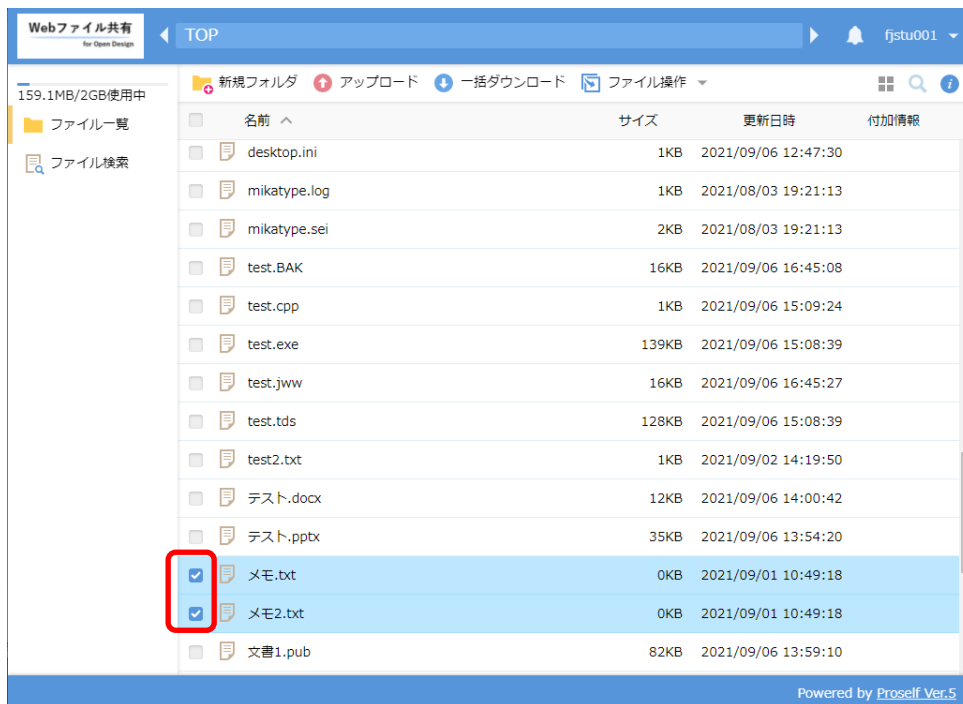 Webファイル共有
for Open Design
TOP
fjstu001
159.1MB/2GB使用中
ファイル一覧
ファイル検索
新規フォルダ アップロード 一括ダウンロード ファイル操作
名前 サイズ 更新日時 付加情報
desktop.ini 1KB 2021/09/06 12:47:30
mikatype.log 1KB 2021/08/03 19:21:13
mikatype.sei 2KB 2021/08/03 19:21:13
test.BAK 16KB 2021/09/06 16:45:08
test.cpp 1KB 2021/09/06 15:09:24
test.exe 139KB 2021/09/06 15:08:39
test.jww 16KB 2021/09/06 16:45:27
test.tds 128KB 2021/09/06 15:08:39
test2.txt 1KB 2021/09/02 14:19:50
テスト.docx 12KB 2021/09/06 14:00:42
テスト.pptx 35KB 2021/09/06 13:54:20
メモ.txt 0KB 2021/09/01 10:49:18
メモ2.txt 0KB 2021/09/01 10:49:18
文書1.pub 82KB 2021/09/06 13:59:10
Powered by Proself Ver.5